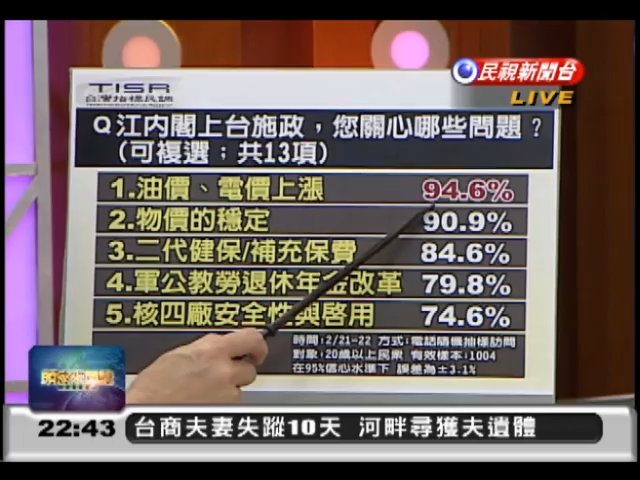 民視新聞台
LIVE
TISR
台灣指標民調
Q江內閣上台施政，您關心哪些問題？
(可複選；共13項)
1.油價、電價上漲 94.6%
2.物價的穩定 90.9%
3.二代健保/補充保費 84.6%
4.軍公教勞退休年金改革 79.8%
5.核四廠安全性與啓用 74.6%
時間：2/21-22 方式：電話隨機抽樣訪問
對象：20歲以上民衆 有效樣本：1004
在95%信心水準下 誤差為±3.1%
22:43 台商夫妻失蹤10天 河畔尋獲夫遺體